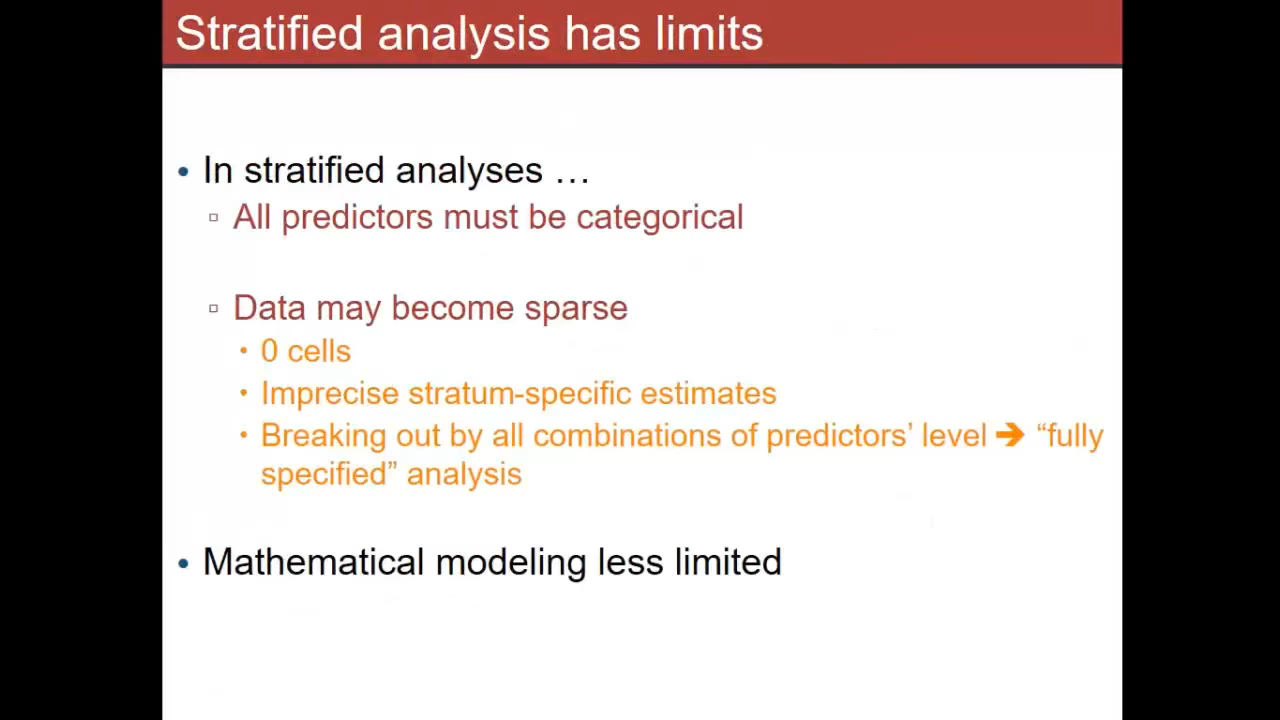 Stratified analysis has limits
• In stratified analyses …
▫ All predictors must be categorical
▫ Data may become sparse
• 0 cells
• Imprecise stratum-specific estimates
• Breaking out by all combinations of predictors’ level ➔ “fully
specified” analysis
• Mathematical modeling less limited